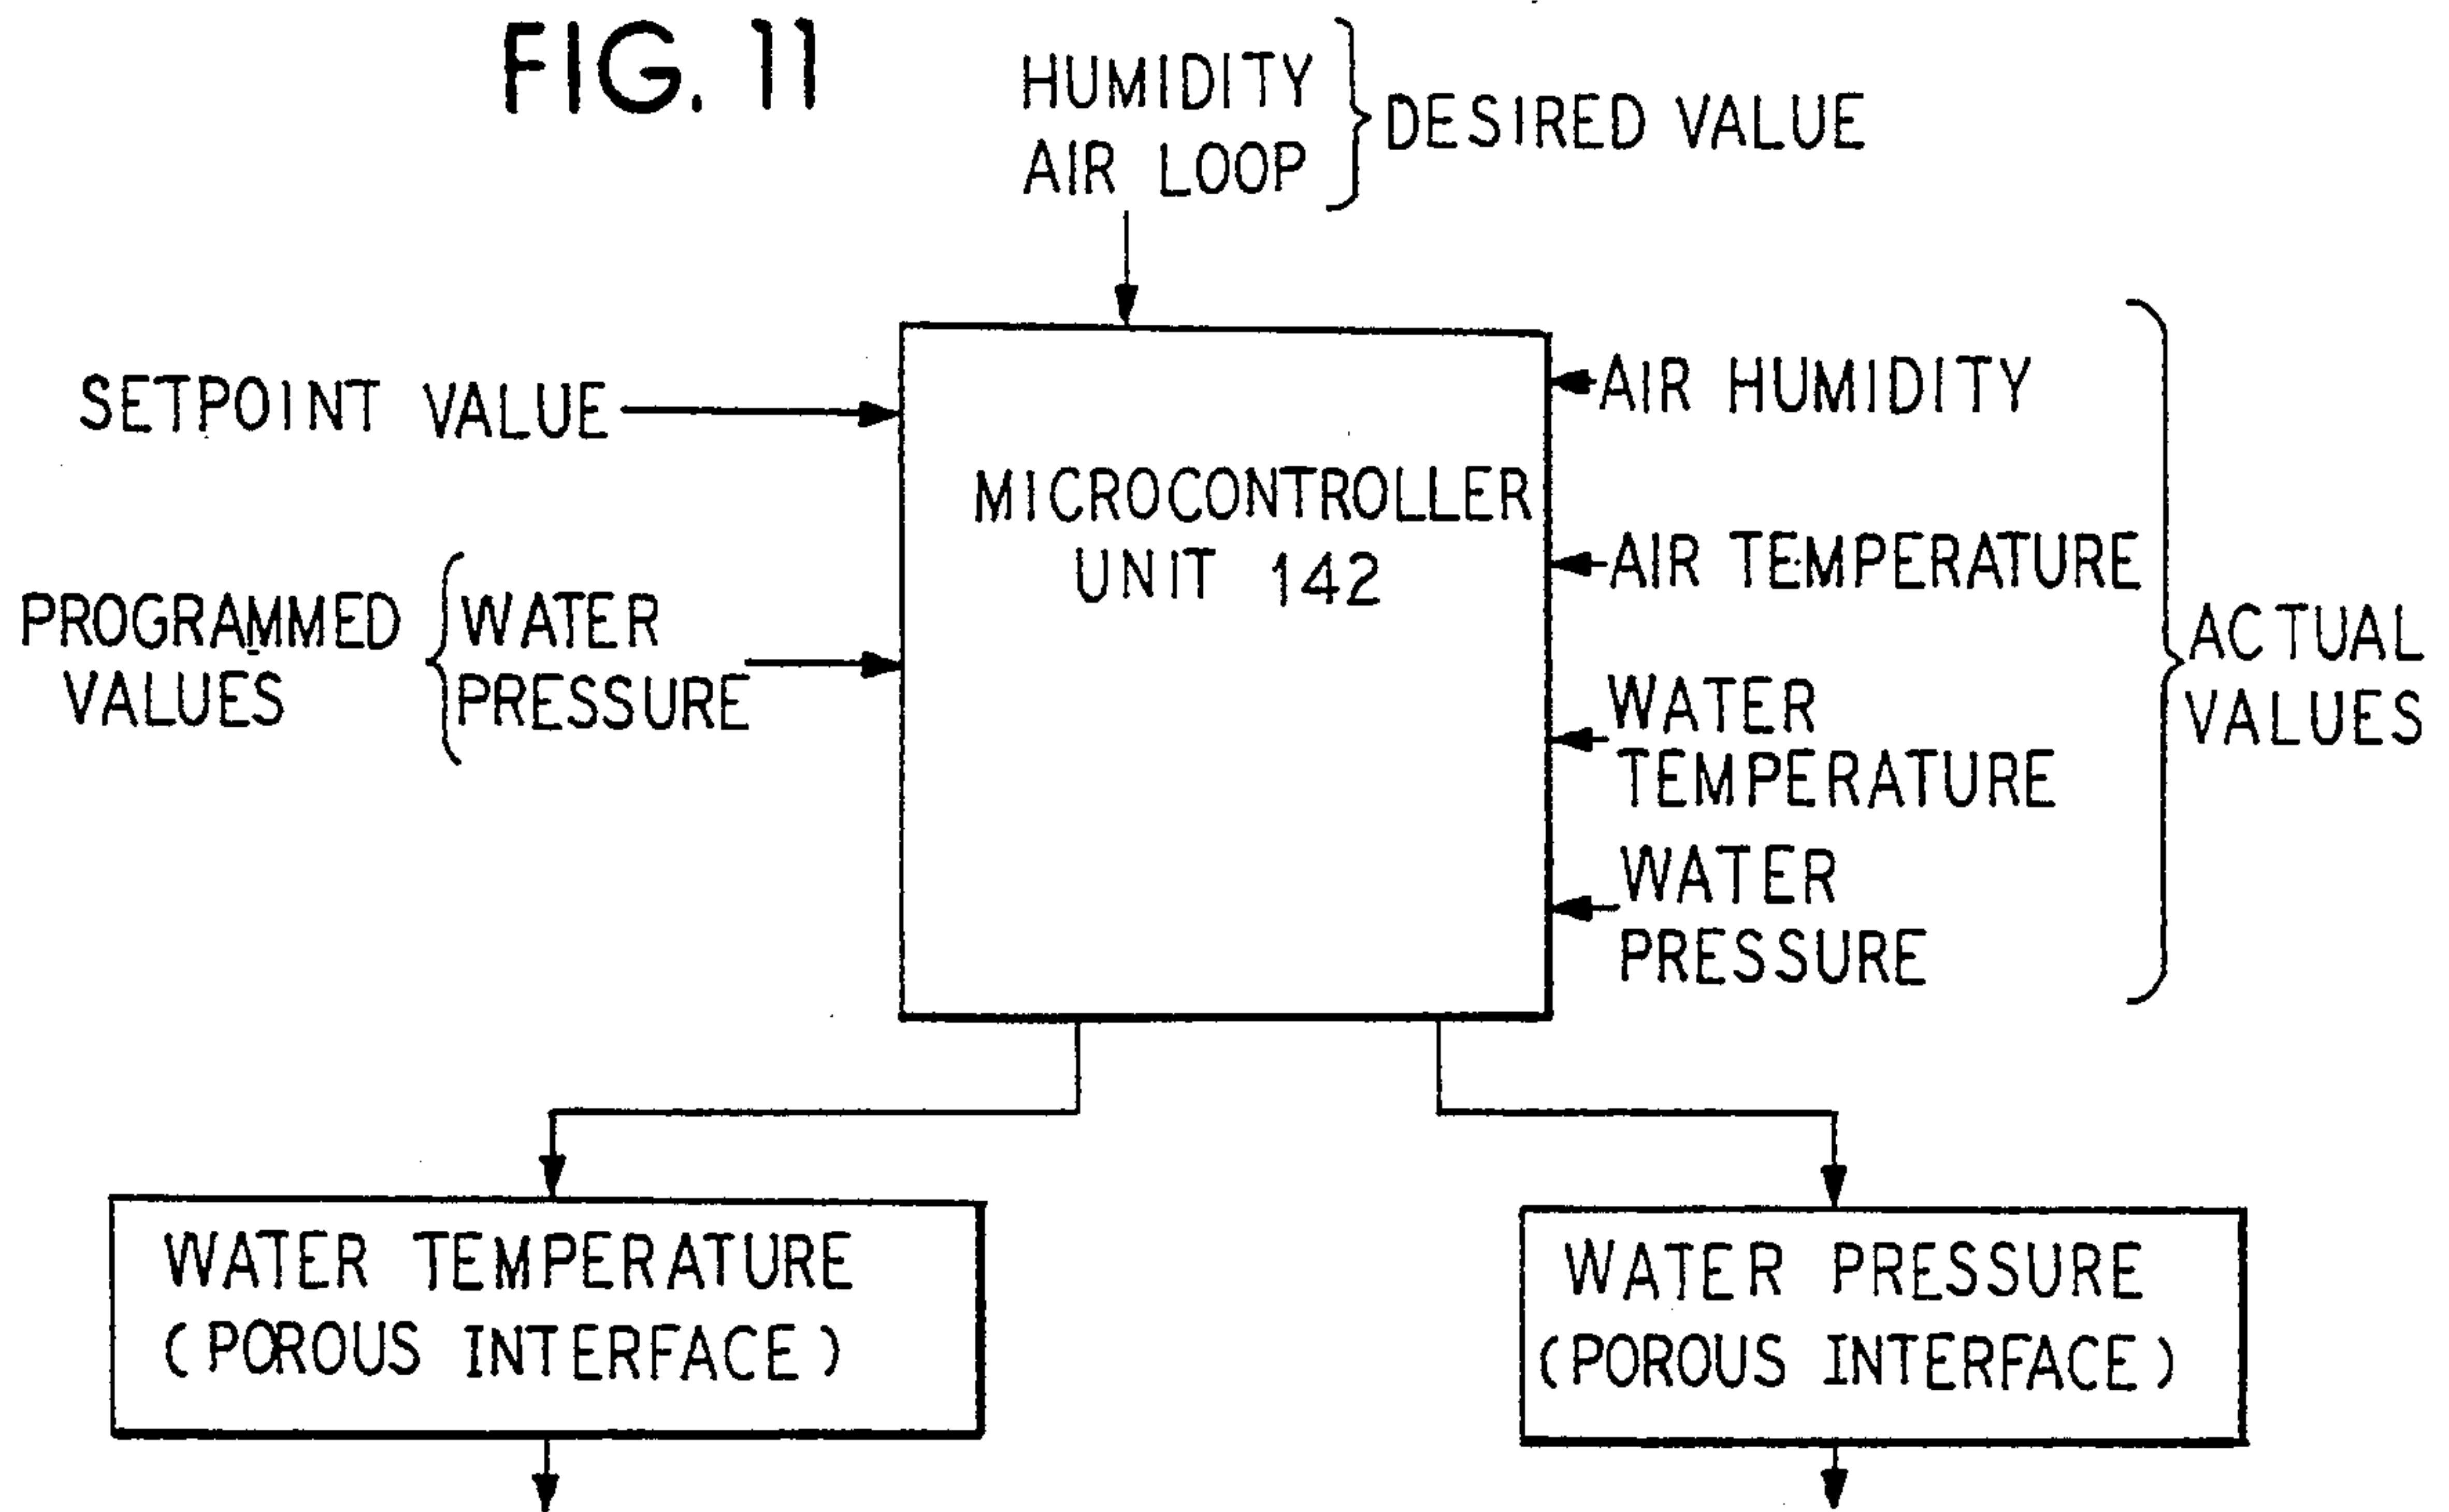 FIG. 11
HUMIDITY
AIR LOOP
DESIRED VALUE
SETPOINT VALUE
PROGRAMMED
VALUES
WATER
PRESSURE
MICROCONTROLLER
UNIT 142
AIR HUMIDITY
AIR TEMPERATURE
WATER
TEMPERATURE
WATER
PRESSURE
ACTUAL
VALUES
WATER TEMPERATURE
(POROUS INTERFACE)
WATER PRESSURE
(POROUS INTERFACE)